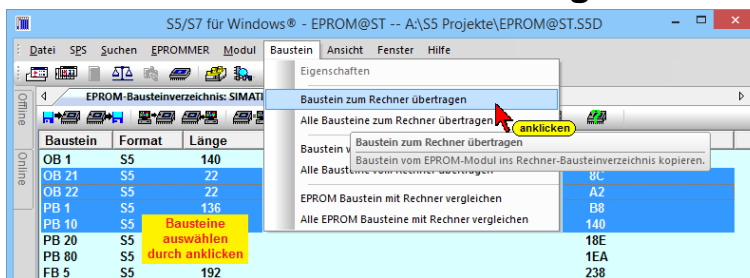 S5/S7 für Windows® - EPROM@ST -- A:\S5 Projekte\EPROM@ST.S5D
Datei SPS Suchen EPROMMER Modul Baustein Ansicht Fenster Hilfe
Eigenschaften
Offline
EPROM-Bausteinverzeichnis: SIMATI
Baustein zum Rechner übertragen
Alle Bausteine zum Rechner übertragen
anklicken
Baustein Format Länge
Baustein zum Rechner übertragen
Baustein vom EPROM-Modul ins Rechner-Bausteinverzeichnis kopieren.
Online
OB 1 S5 140
OB 21 S5 22 8C
OB 22 S5 22 A2
PB 1 S5 136 B8
EPROM Baustein mit Rechner vergleichen
PB 10 S5 140
Alle EPROM Bausteine mit Rechner vergleichen
Bausteine
auswählen
durch anklicken
PB 20 S5 18E
PB 80 S5 1EA
FB 5 S5 192 238